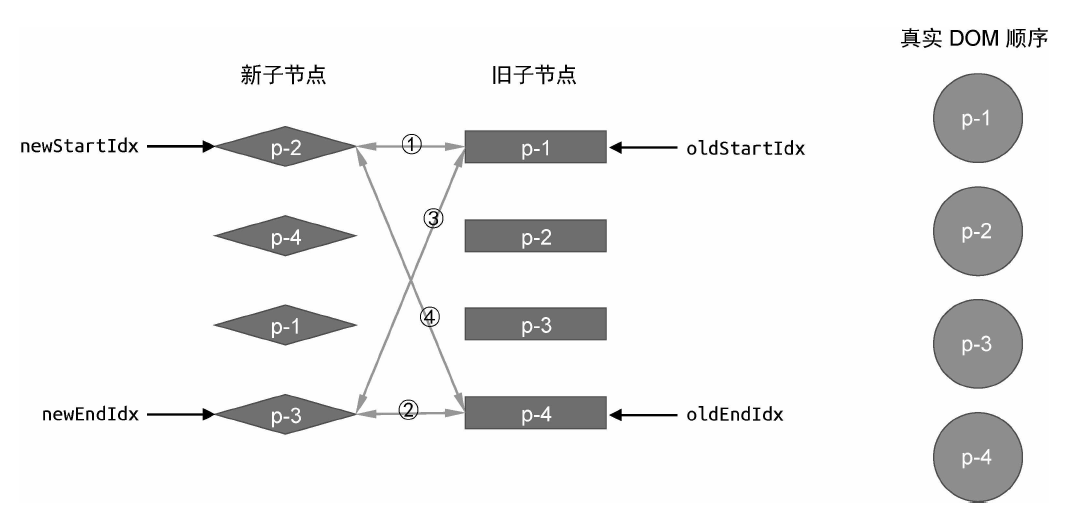 真实 DOM 顺序
新子节点 旧子节点
p-1
newStartIdx p-2 ① p-1 oldStartIdx
③
p-4 p-2 p-2
④
p-1 p-3 p-3
newEndIdx p-3 ② p-4 oldEndIdx
p-4